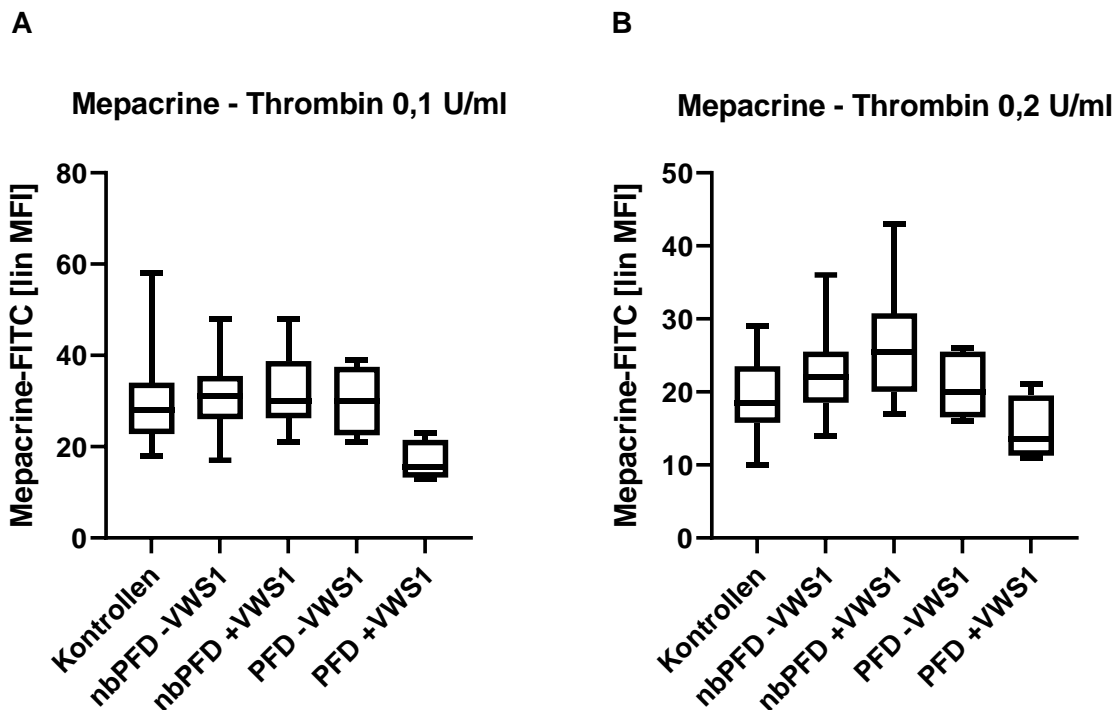 A
Mepacrine - Thrombin 0,1 U/ml
Mepacrine-FITC [lin MFI]
80
60
40
20
0
Kontrollen
nbPFD -VWS1
nbPFD +VWS1
PFD -VWS1
PFD +VWS1
B
Mepacrine - Thrombin 0,2 U/ml
Mepacrine-FITC [lin MFI]
50
40
30
20
10
0
Kontrollen
nbPFD -VWS1
nbPFD +VWS1
PFD -VWS1
PFD +VWS1